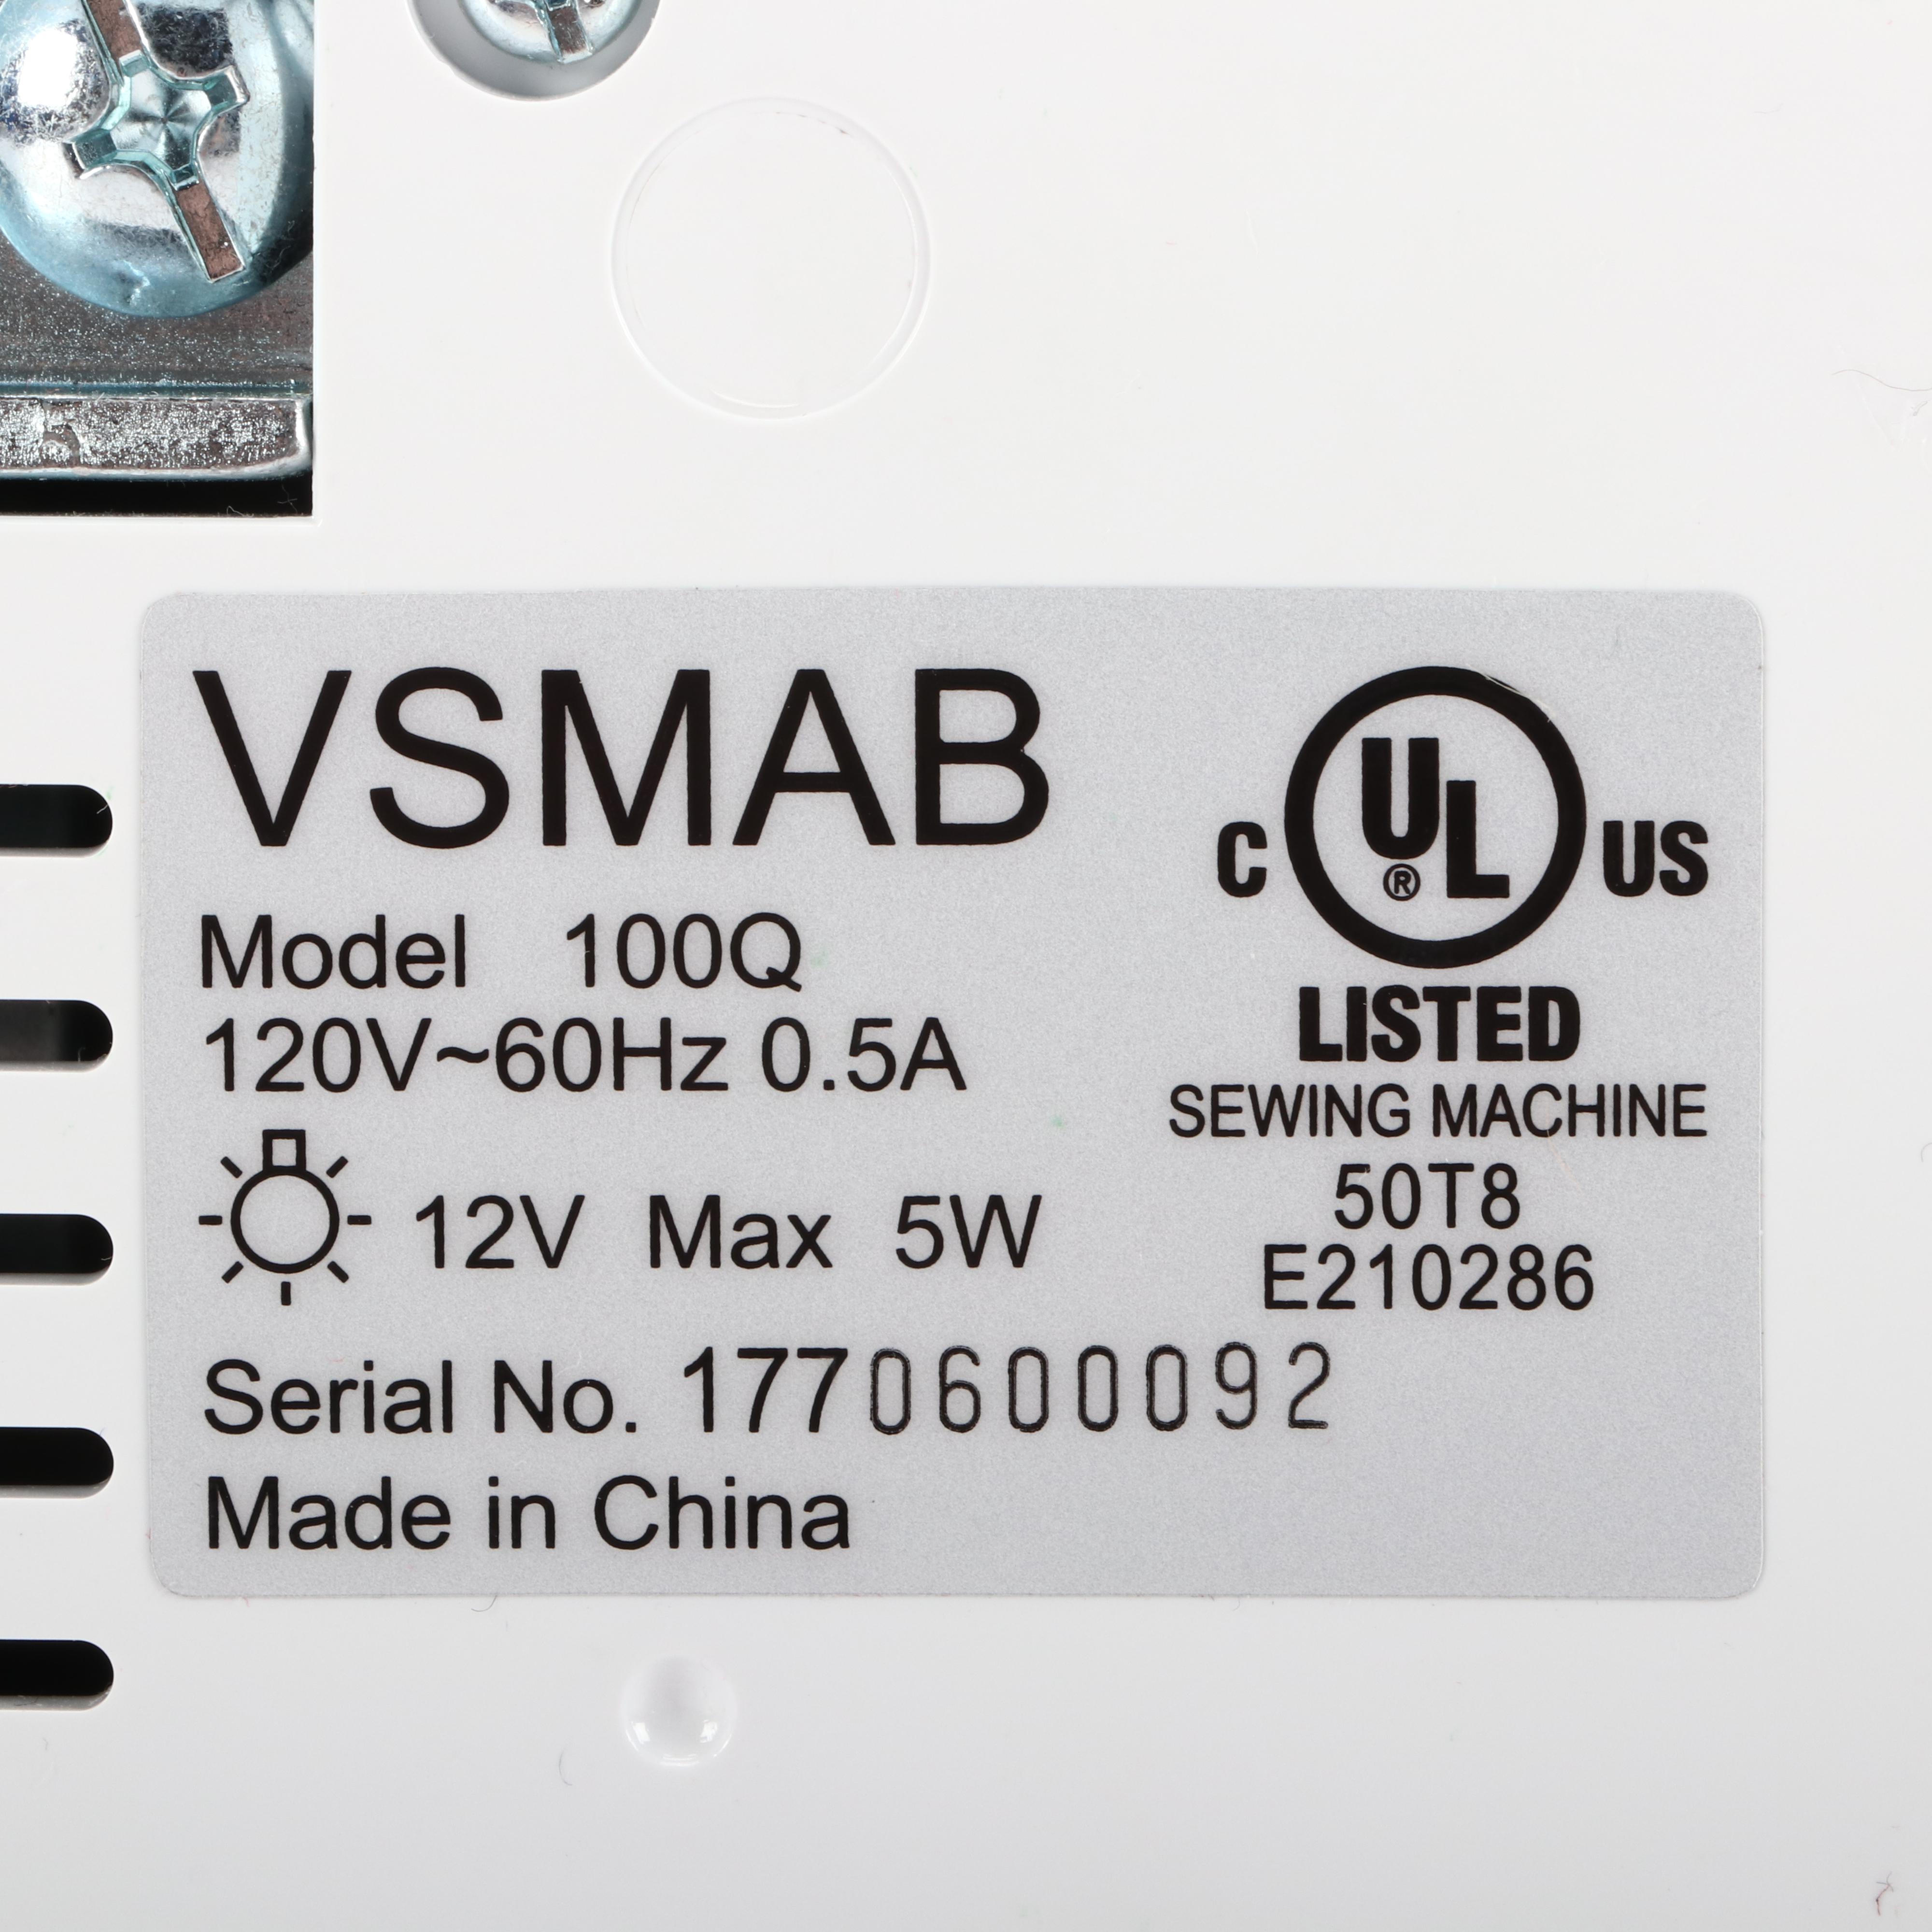 VSMAB
Model 100Q
120V~60Hz 0.5A
12V Max 5W
Serial No. 1770600092
Made in China
C UL® US
LISTED
SEWING MACHINE
50T8
E210286